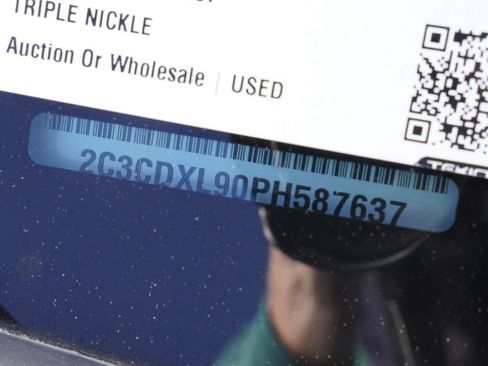 TRIPLE NICKLE
Auction Or Wholesale | USED
2C3CDXL90PH587637